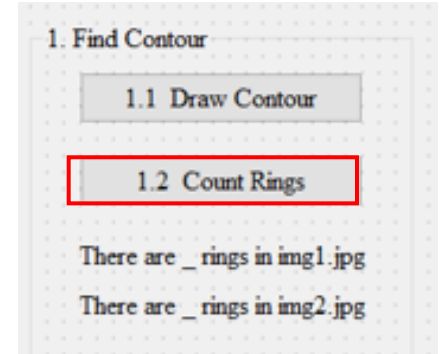 1. Find Contour
1.1 Draw Contour
1.2 Count Rings
There are _ rings in img1.jpg
There are _ rings in img2.jpg